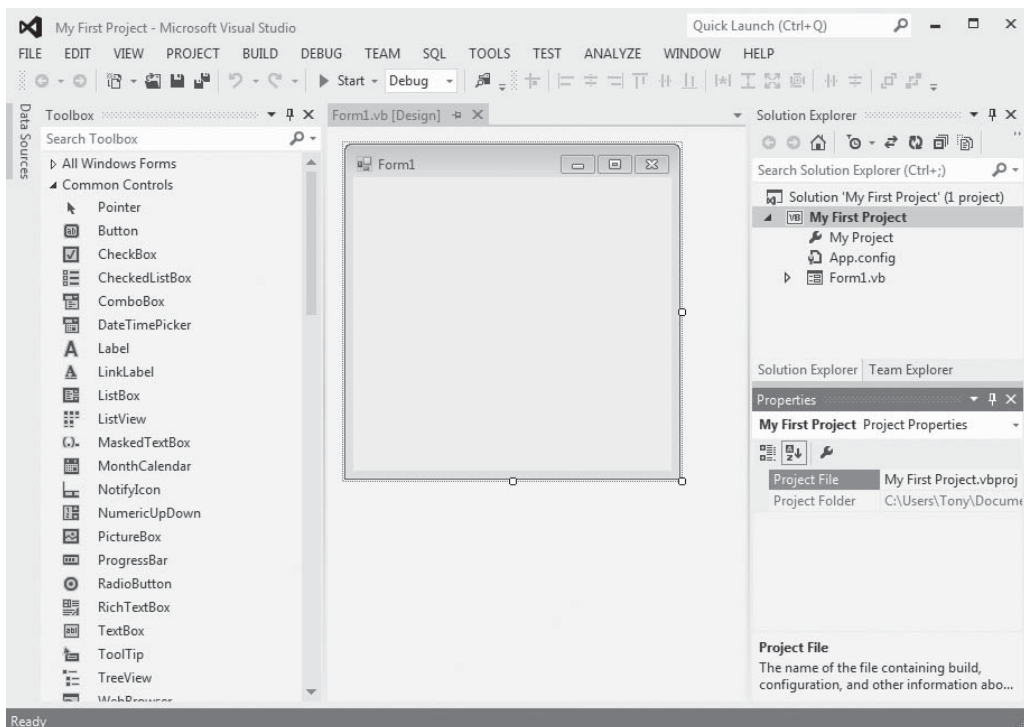 My First Project - Microsoft Visual Studio
Quick Launch (Ctrl+Q)
FILE EDIT VIEW PROJECT BUILD DEBUG TEAM SQL TOOLS TEST ANALYZE WINDOW HELP
Start Debug
Data Sources
Toolbox
Search Toolbox
All Windows Forms
Common Controls
Pointer
Button
CheckBox
CheckedListBox
ComboBox
DateTimePicker
Label
LinkLabel
ListBox
ListView
MaskedTextBox
MonthCalendar
NotifyIcon
NumericUpDown
PictureBox
ProgressBar
RadioButton
RichTextBox
TextBox
ToolTip
TreeView
WebBrowser
Form1.vb [Design]
Form1
Solution Explorer
Search Solution Explorer (Ctrl+;)
Solution 'My First Project' (1 project)
My First Project
My Project
App.config
Form1.vb
Solution Explorer Team Explorer
Properties
My First Project Project Properties
Project File My First Project.vbproj
Project Folder C:\Users\Tony\Docume
Project File
The name of the file containing build,
configuration, and other information abo...
Ready